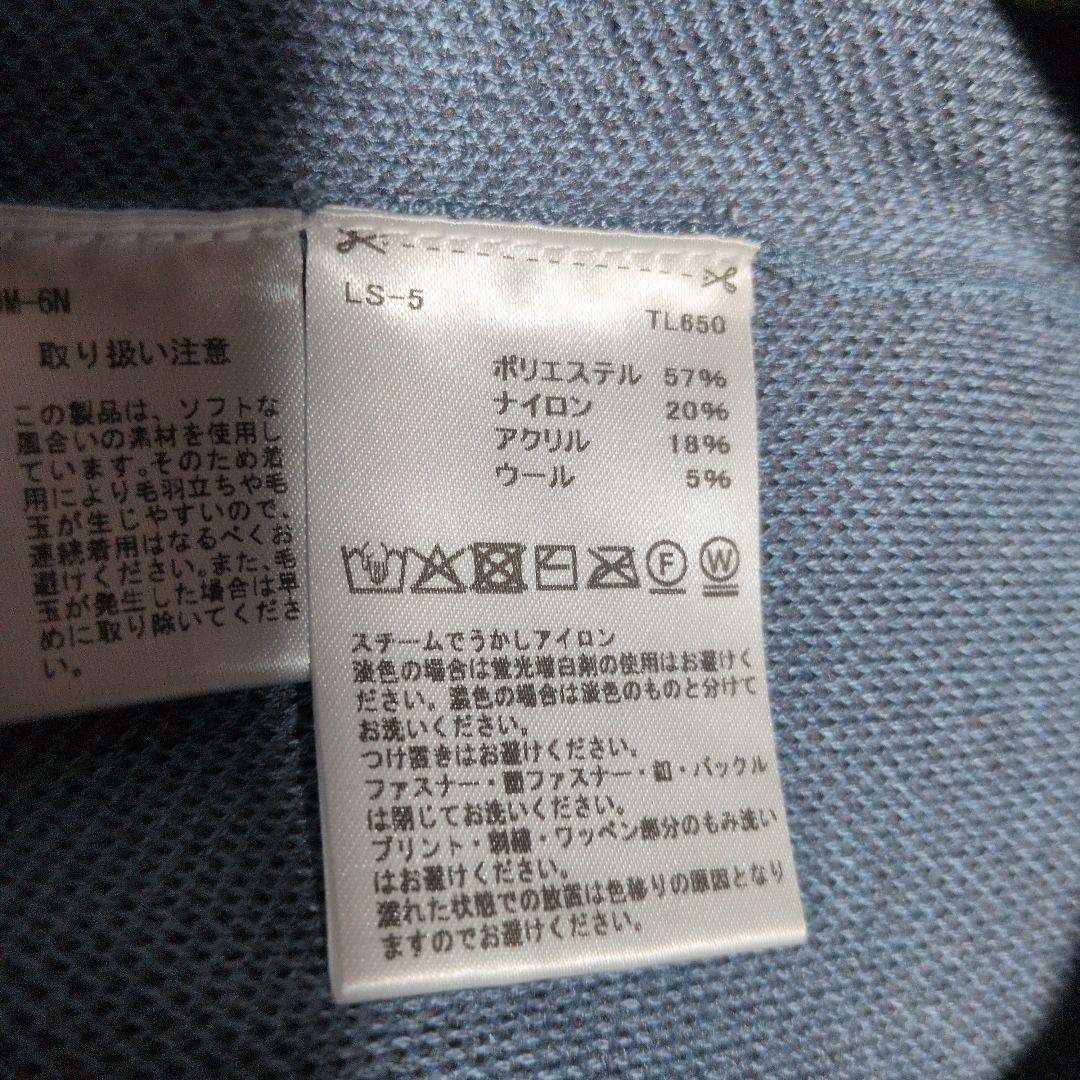 M-6N
取り扱い注意
この製品は、ソフトな
風合いの素材を使用し
ています。そのため着
用により毛羽立ちや毛
玉が生じやすいので、
連続着用はなるべくお
避けください。また、毛
玉が発生した場合は早
めに取り除いてくださ
い。
LS-5
TL650
ポリエステル 57%
ナイロン 20%
アクリル 18%
ウール 5%
F W
スチームでうかしアイロン
淡色の場合は蛍光増白剤の使用はお避けく
ださい。濃色の場合は淡色のものと分けて
お洗いください。
つけ置きはお避けください。
ファスナー・面ファスナー・釦・バックル
は閉じてお洗いください。
プリント・刺繍・ワッペン部分のもみ洗い
はお避けください。
濡れた状態での放置は色移りの原因となり
ますのでお避けください。